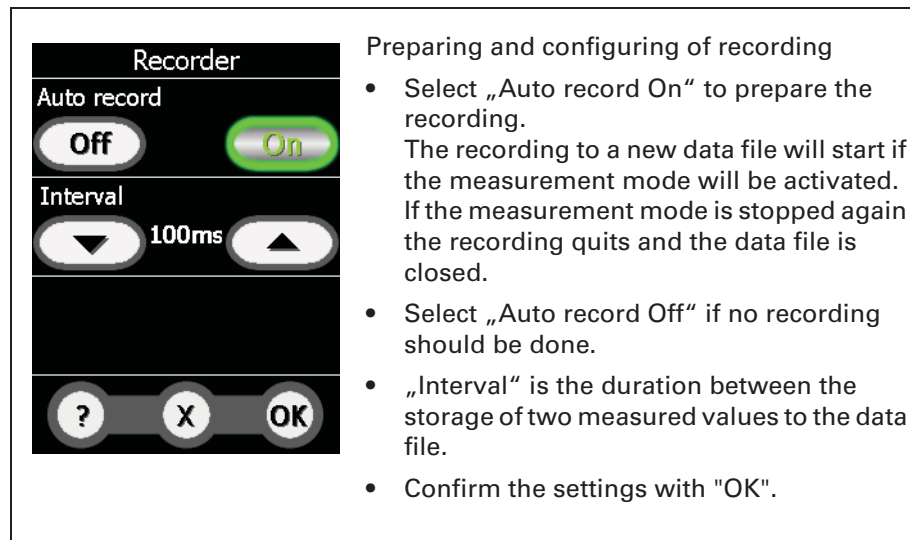 Recorder
Auto record
Off On
Interval
100ms
? X OK
Preparing and configuring of recording
• Select „Auto record On“ to prepare the
recording.
The recording to a new data file will start if
the measurement mode will be activated.
If the measurement mode is stopped again
the recording quits and the data file is
closed.
• Select „Auto record Off“ if no recording
should be done.
• „Interval“ is the duration between the
storage of two measured values to the data
file.
• Confirm the settings with "OK".